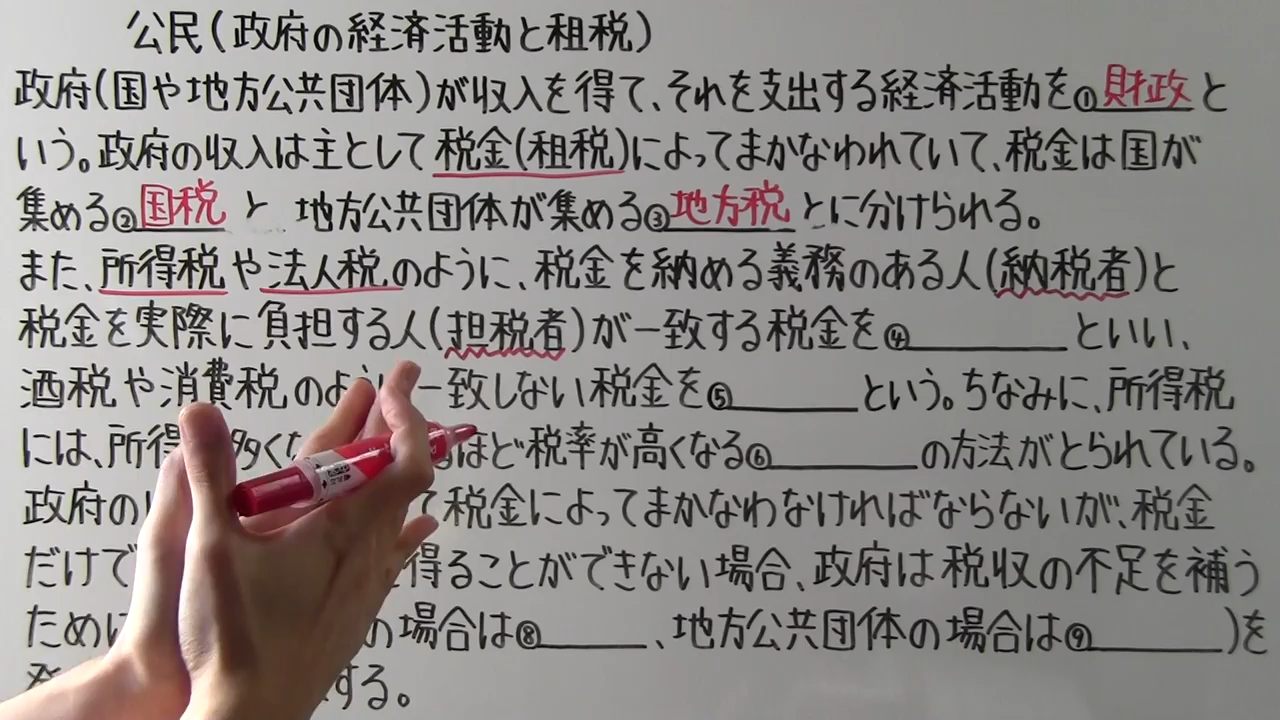 公民(政府の経済活動と租税)
政府(国や地方公共団体)が収入を得て、それを支出する経済活動を①財政と
いう。政府の収入は主として税金(租税)によってまかなわれていて、税金は国が
集める②国税と 地方公共団体が集める③地方税とに分けられる。
また、所得税や法人税のように、税金を納める義務のある人(納税者)と
税金を実際に負担する人(担税者)が一致する税金を④ といい、
酒税や消費税のように一致しない税金を⑤ という。ちなみに、所得税
には、所得 多くな ほど税率が高くなる⑥ の方法がとられている。
政府の て税金によってまかなわなければならないが、税金
だけで 得ることができない場合、政府は税収の不足を補う
ために の場合は⑧ 、地方公共団体の場合は⑨ )を
する。